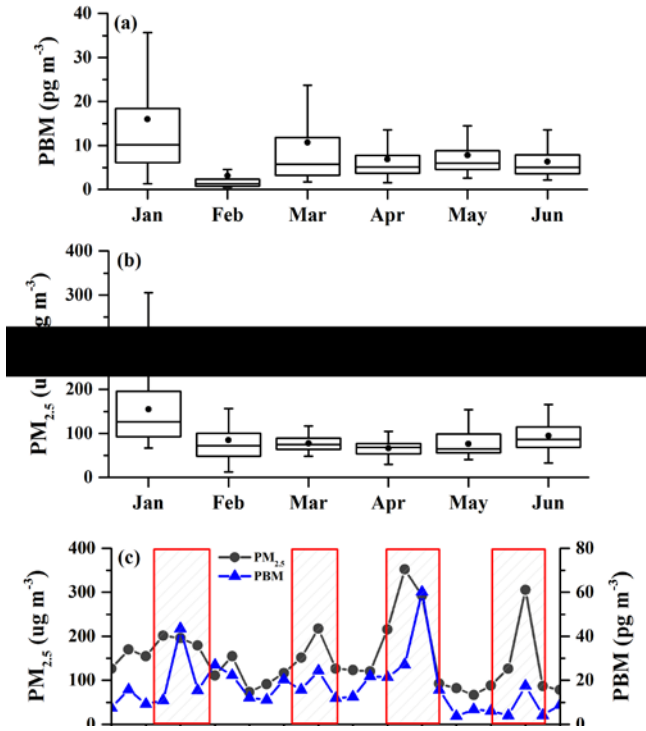 (a)
PBM (pg m⁻³)
40
30
20
10
0
Jan Feb Mar Apr May Jun
(b)
400
300
200
100
0
PM₂.₅ (u
g m⁻³)
Jan Feb Mar Apr May Jun
(c)
PM₂.₅
PBM
PM₂.₅ (ug m⁻³)
400
300
200
100
0
80
60
40
20
0
PBM (pg m⁻³)